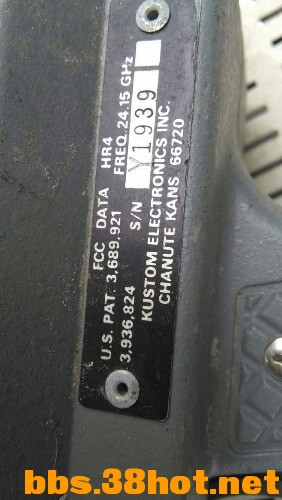 FCC DATA HR4
U.S. PAT. 3,689,921 FREQ. 24.15 GHz
3,936,824 S/N Y1939
KUSTOM ELECTRONICS INC.
CHANUTE KANS 66720
bbs.38hot.net